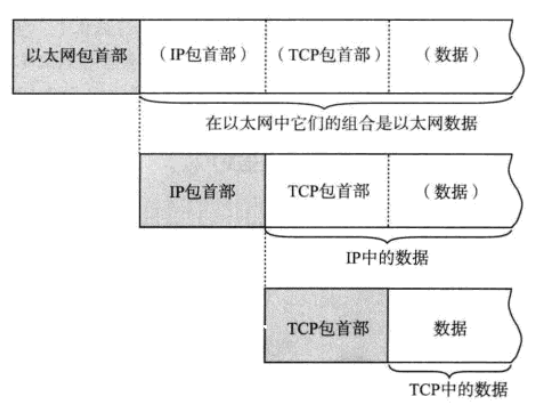 以太网包首部 （IP包首部） （TCP包首部） （数据）
在以太网中它们的组合是以太网数据
IP包首部 TCP包首部 （数据）
IP中的数据
TCP包首部 数据
TCP中的数据